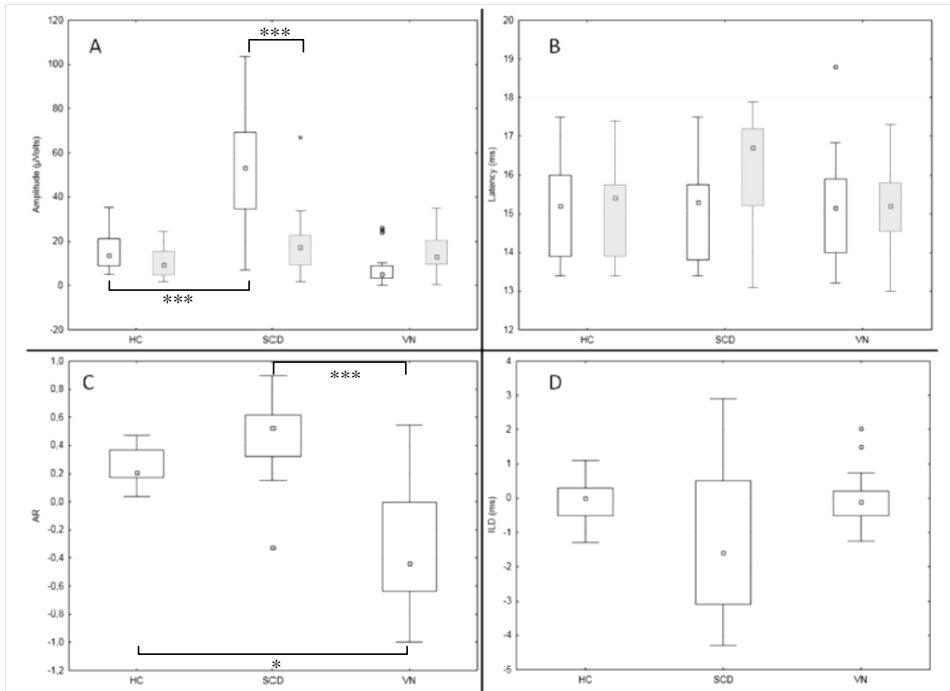 A
***
Amplitude (µVolts)
120
100
80
60
40
20
0
-20
***
HC
SCD
VN
B
Latency (ms)
20
19
18
17
16
15
14
13
12
HC
SCD
VN
C
***
AR
1,0
0,8
0,6
0,4
0,2
0,0
-0,2
-0,4
-0,6
-0,8
-1,0
-1,2
*
HC
SCD
VN
D
ILD (ms)
4
3
2
1
0
-1
-2
-3
-4
-5
HC
SCD
VN